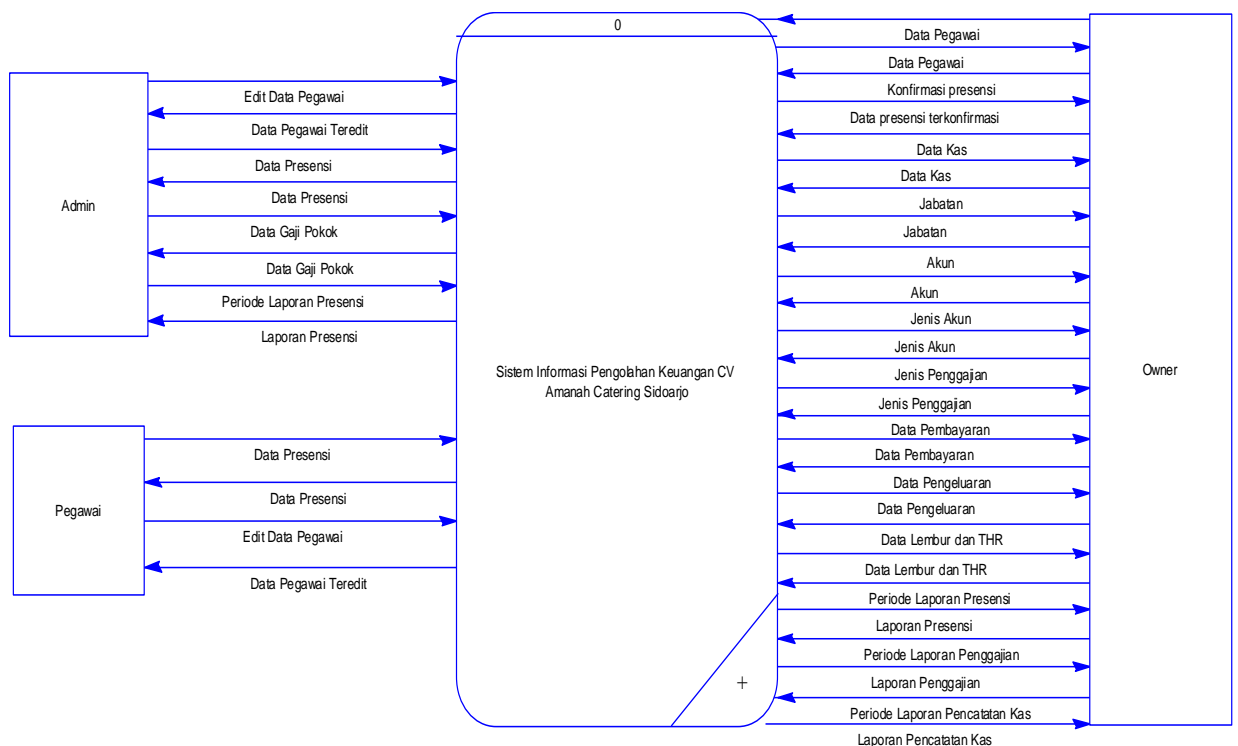 0
Admin
Edit Data Pegawai
Data Pegawai Teredit
Data Presensi
Data Presensi
Data Gaji Pokok
Data Gaji Pokok
Periode Laporan Presensi
Laporan Presensi
Pegawai
Data Presensi
Data Presensi
Edit Data Pegawai
Data Pegawai Teredit
Sistem Informasi Pengolahan Keuangan CV
Amanah Catering Sidoarjo
+
Data Pegawai
Data Pegawai
Konfirmasi presensi
Data presensi terkonfirmasi
Data Kas
Data Kas
Jabatan
Jabatan
Akun
Akun
Jenis Akun
Jenis Akun
Jenis Penggajian
Jenis Penggajian
Data Pembayaran
Data Pembayaran
Data Pengeluaran
Data Pengeluaran
Data Lembur dan THR
Data Lembur dan THR
Periode Laporan Presensi
Laporan Presensi
Periode Laporan Penggajian
Laporan Penggajian
Periode Laporan Pencatatan Kas
Laporan Pencatatan Kas
Owner